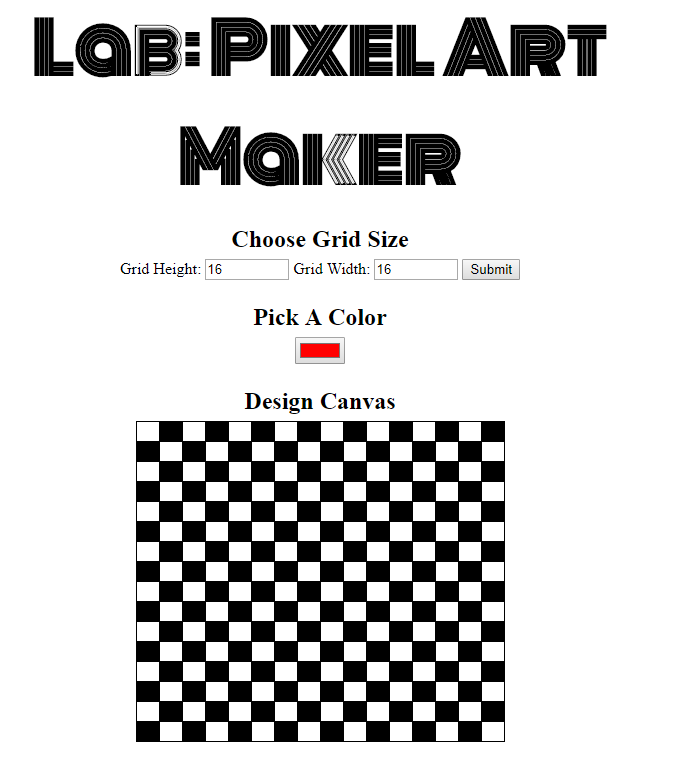 Lab: Pixel Art
Maker
Choose Grid Size
Grid Height: 16 Grid Width: 16 Submit
Pick A Color
Design Canvas